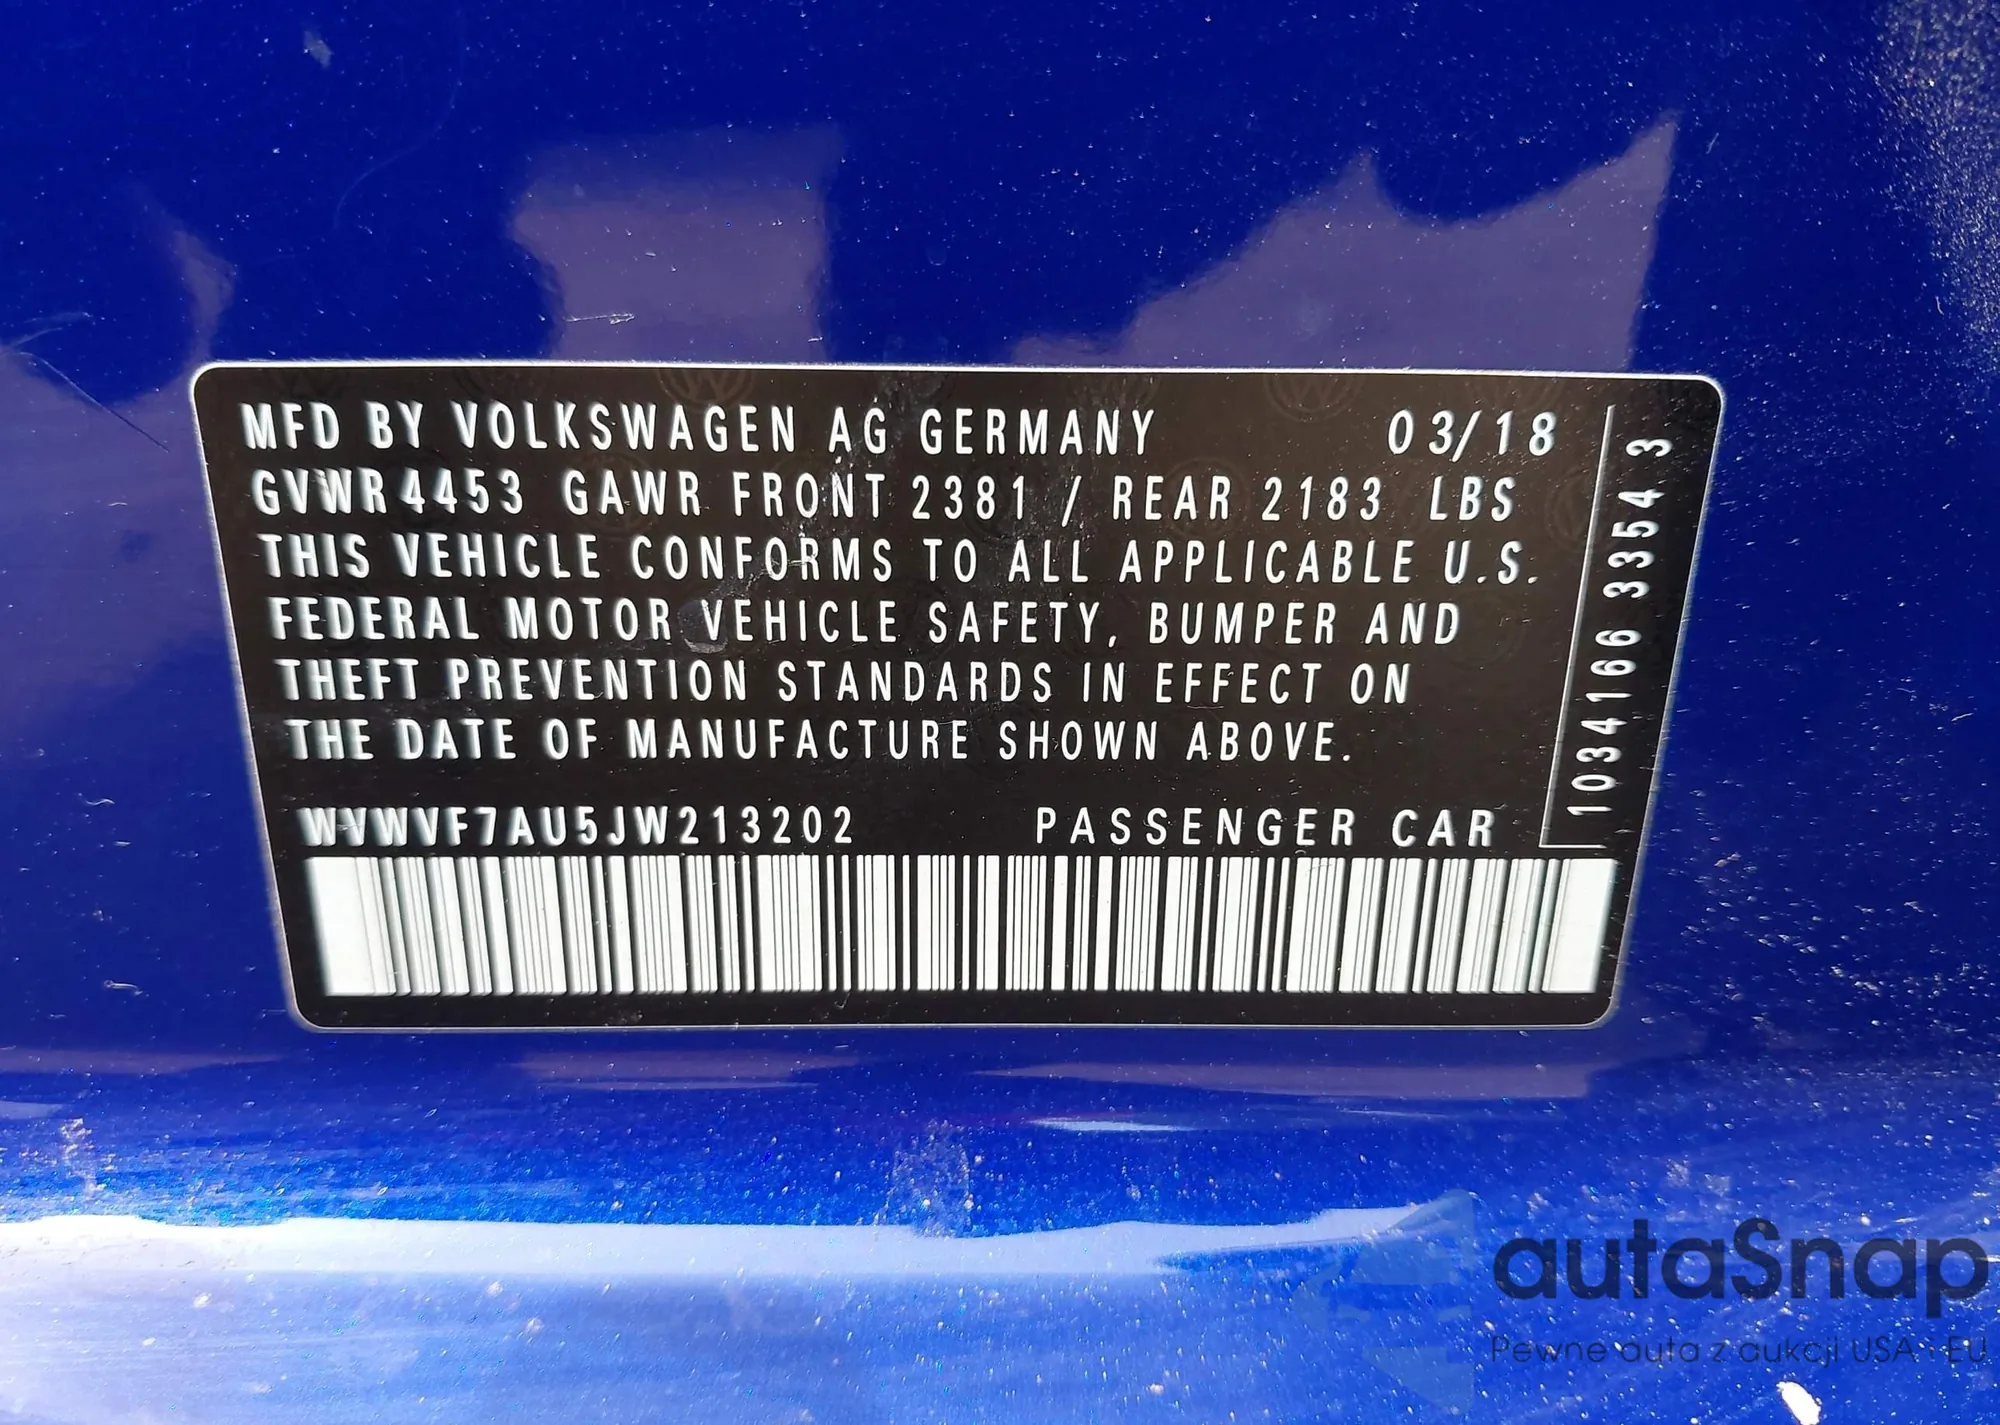 MFD BY VOLKSWAGEN AG GERMANY 03/18
GVWR 4453 GAWR FRONT 2381 / REAR 2183 LBS
THIS VEHICLE CONFORMS TO ALL APPLICABLE U.S.
FEDERAL MOTOR VEHICLE SAFETY, BUMPER AND
THEFT PREVENTION STANDARDS IN EFFECT ON
THE DATE OF MANUFACTURE SHOWN ABOVE.
WVWVF7AU5JW213202 PASSENGER CAR
1034166 3354 3
autaSnap
Pewne auta z aukcji USA i EU